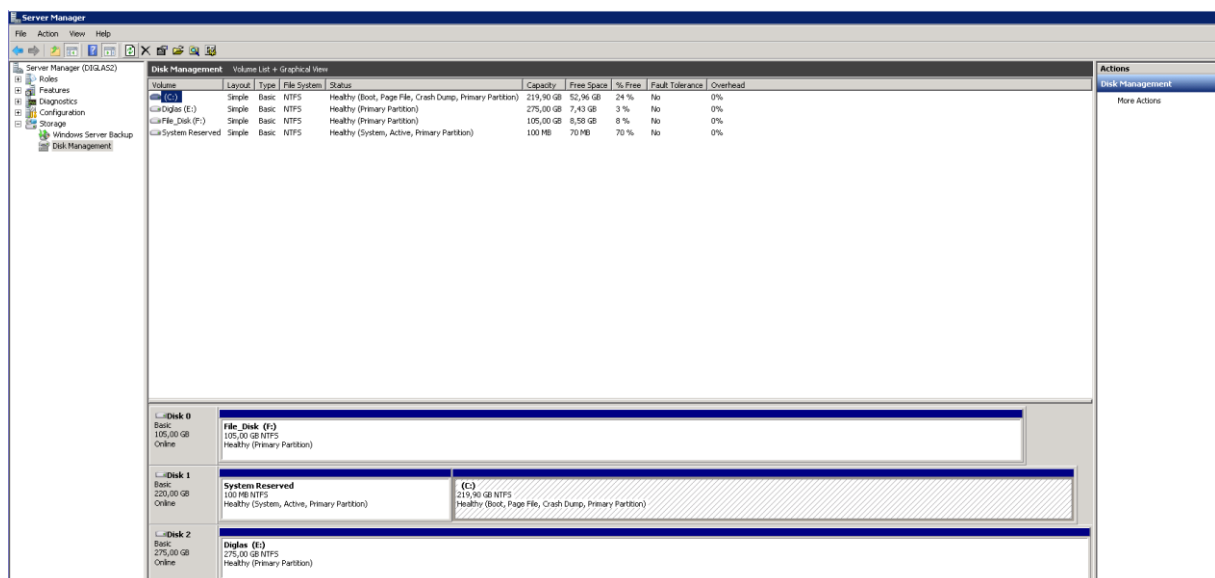 Server Manager
File Action View Help
Server Manager (DIGLAS2)
Roles
Features
Diagnostics
Configuration
Storage
Windows Server Backup
Disk Management
Disk Management Volume List + Graphical View
Volume Layout Type File System Status Capacity Free Space % Free Fault Tolerance Overhead
(C:) Simple Basic NTFS Healthy (Boot, Page File, Crash Dump, Primary Partition) 219,90 GB 52,96 GB 24 % No 0%
Diglas (E:) Simple Basic NTFS Healthy (Primary Partition) 275,00 GB 7,43 GB 3 % No 0%
File_Disk (F:) Simple Basic NTFS Healthy (Primary Partition) 105,00 GB 8,58 GB 8 % No 0%
System Reserved Simple Basic NTFS Healthy (System, Active, Primary Partition) 100 MB 70 MB 70 % No 0%
Disk 0
Basic
105,00 GB
Online
File_Disk (F:)
105,00 GB NTFS
Healthy (Primary Partition)
Disk 1
Basic
220,00 GB
Online
System Reserved
100 MB NTFS
Healthy (System, Active, Primary Partition)
(C:)
219,90 GB NTFS
Healthy (Boot, Page File, Crash Dump, Primary Partition)
Disk 2
Basic
275,00 GB
Online
Diglas (E:)
275,00 GB NTFS
Healthy (Primary Partition)
Actions
Disk Management
More Actions